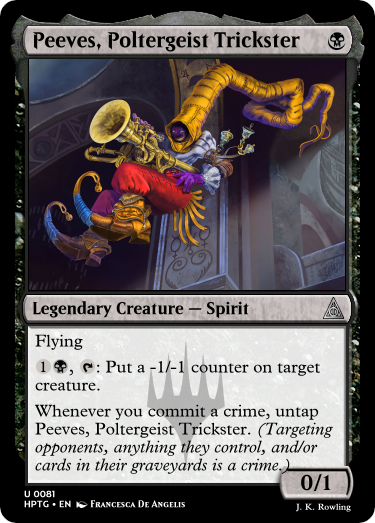 Peeves, Poltergeist Trickster
Legendary Creature — Spirit
Flying
1 , : Put a -1/-1 counter on target
creature.
Whenever you commit a crime, untap
Peeves, Poltergeist Trickster. (Targeting
opponents, anything they control, and/or
cards in their graveyards is a crime.)
0/1
U 0081
HPTG • EN Francesca De Angelis
J. K. Rowling